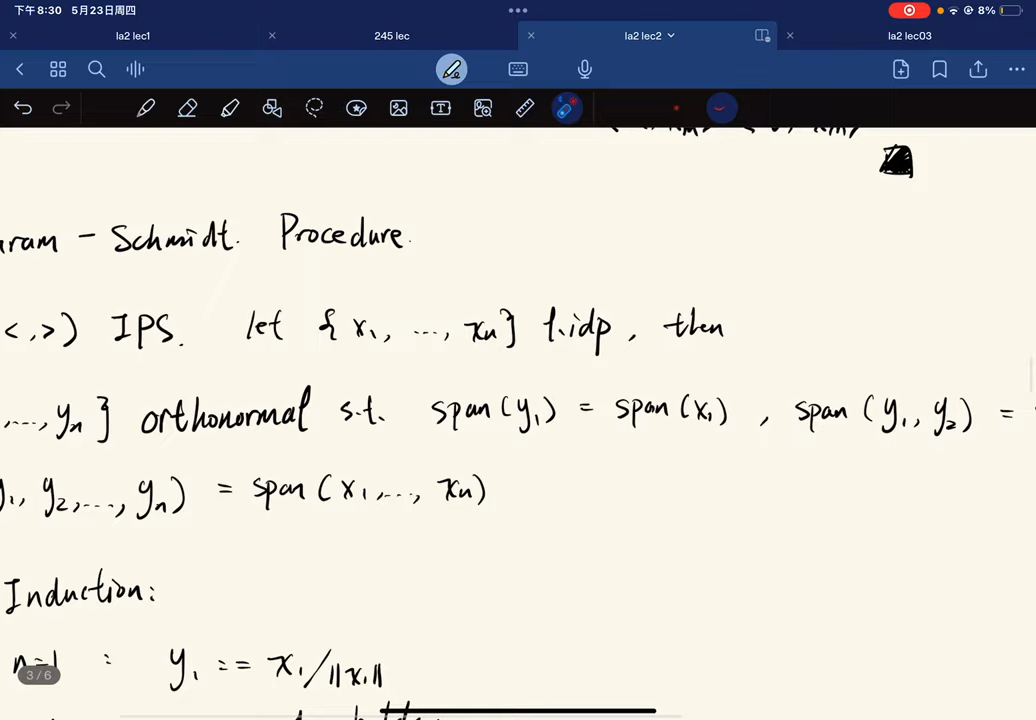 下午8:30 5月23日周四
8%
la2 lec1
245 lec
la2 lec2
la2 lec03
ram - Schmidt. Procedure.
<,>) IPS. let {x1, ..., xn} l.idp, then
,..., yn} orthonormal s.t. span(y1) = span(x1), span(y1, y2) =
y1, y2,..., yn) = span(x1,..., xn)
Induction:
n=1 : y1 := x1/||x1||
3/6